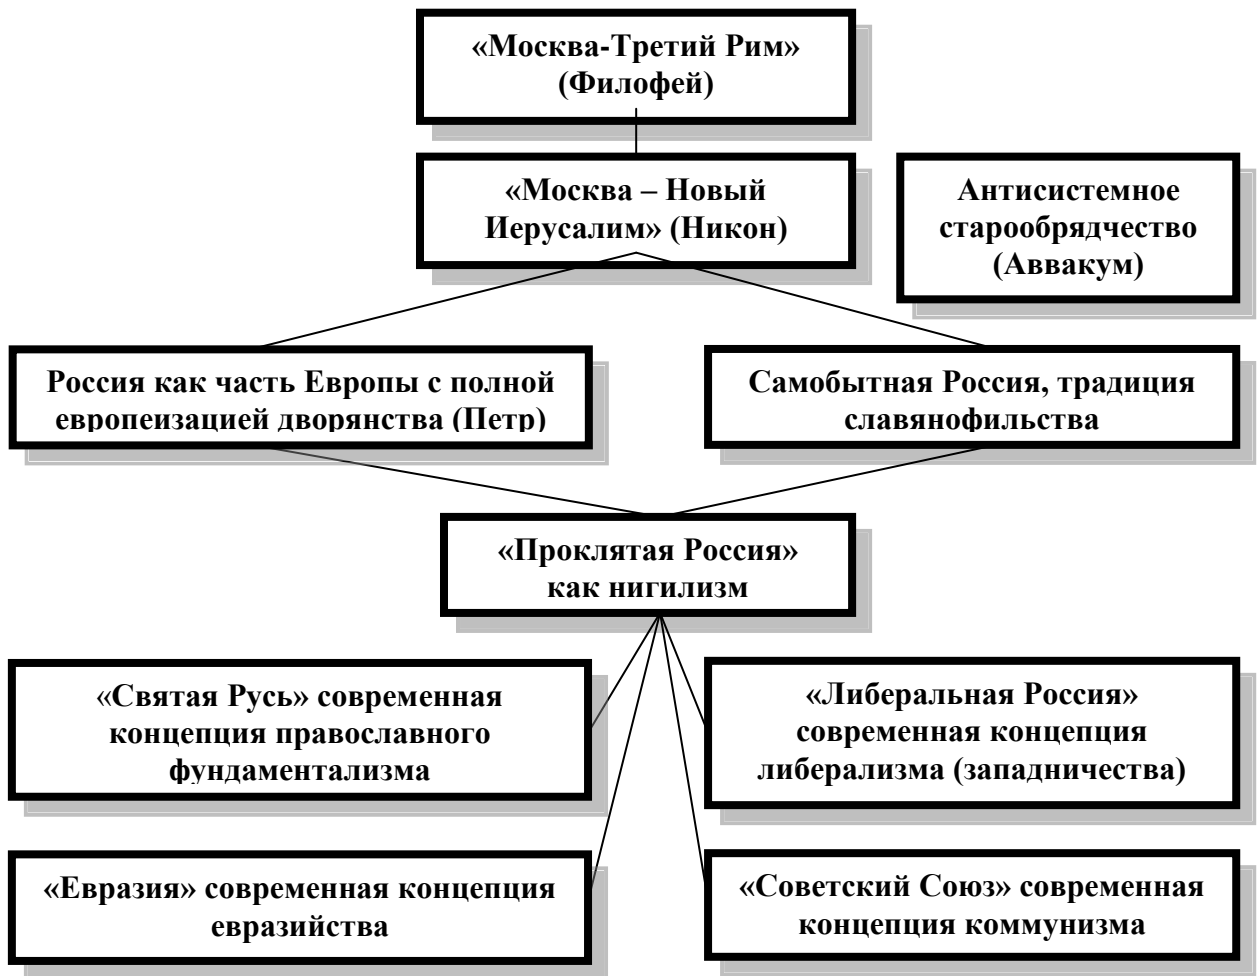 «Москва-Третий Рим»
(Филофей)
«Москва – Новый
Иерусалим» (Никон)
Антисистемное
старообрядчество
(Аввакум)
Россия как часть Европы с полной
европеизацией дворянства (Петр)
Самобытная Россия, традиция
славянофильства
«Проклятая Россия»
как нигилизм
«Святая Русь» современная
концепция православного
фундаментализма
«Либеральная Россия»
современная концепция
либерализма (западничества)
«Евразия» современная концепция
евразийства
«Советский Союз» современная
концепция коммунизма